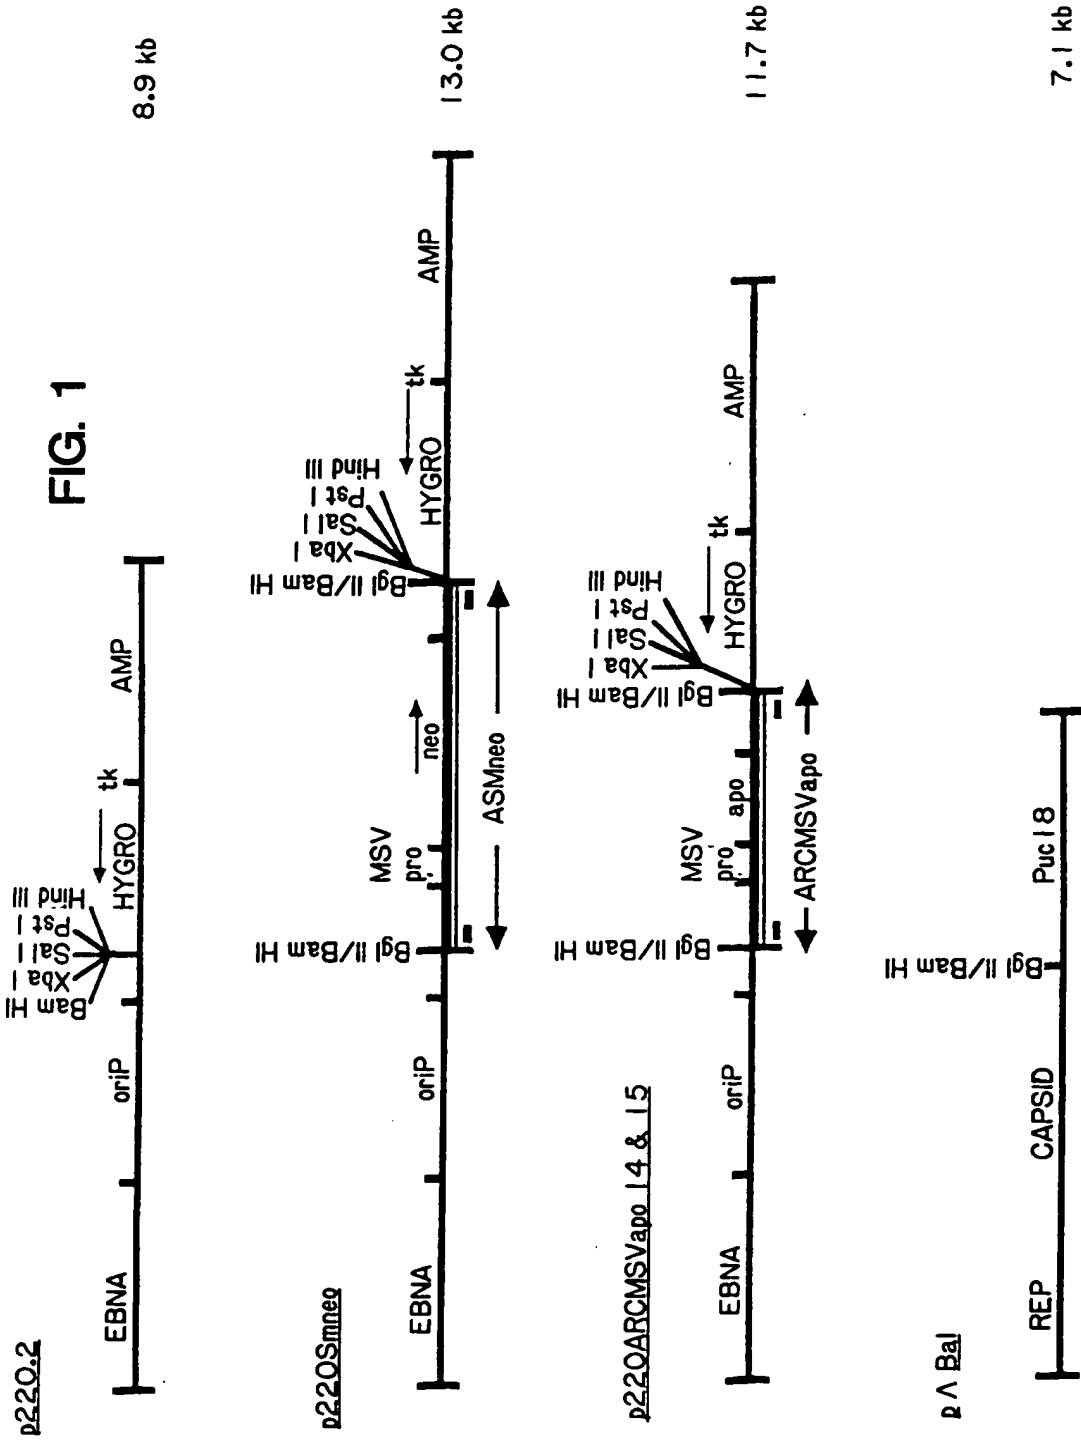 FIG. 1
p220.2
8.9 kb
EBNA
oriP
Bam HI
Xba I
Sal I
Pst I
Hind III
HYGRO
tk
AMP
p220Smneo
13.0 kb
EBNA
oriP
Bgl II/Bam HI
MSV
pro
neo
Bgl II/Bam HI
Xba I
Sal I
Pst I
Hind III
HYGRO
tk
AMP
ASMneo
p220ARCMSVapo 14 & 15
11.7 kb
EBNA
oriP
Bgl II/Bam HI
MSV
pro
apo
Bgl II/Bam HI
Xba I
Sal I
Pst I
Hind III
HYGRO
tk
AMP
ARCMSVapo
p Λ Bal
7.1 kb
REP
CAPSID
Bgl II/Bam HI
Puc18